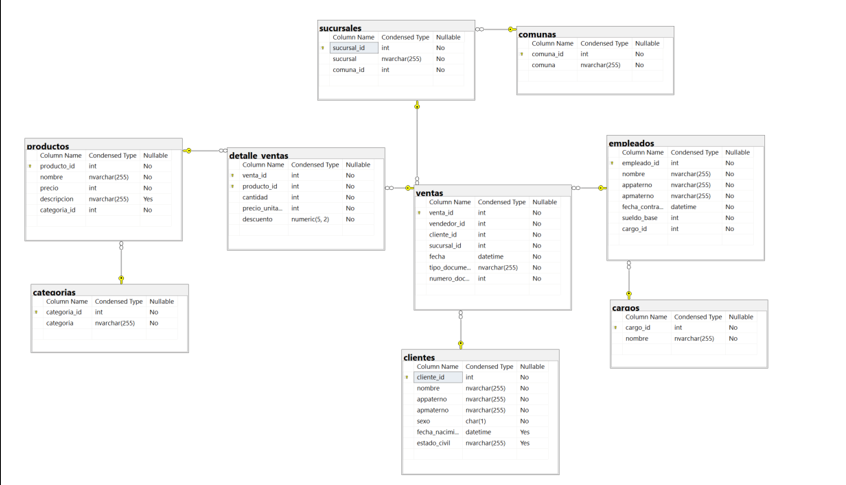 sucursales
Column Name Condensed Type Nullable
sucursal_id int No
sucursal nvarchar(255) No
comuna_id int No
comunas
Column Name Condensed Type Nullable
comuna_id int No
comuna nvarchar(255) No
productos
Column Name Condensed Type Nullable
producto_id int No
nombre nvarchar(255) No
precio int No
descripcion nvarchar(255) Yes
categoria_id int No
detalle_ventas
Column Name Condensed Type Nullable
venta_id int No
producto_id int No
cantidad int No
precio_unita... int No
descuento numeric(5, 2) No
ventas
Column Name Condensed Type Nullable
venta_id int No
vendedor_id int No
cliente_id int No
sucursal_id int No
fecha datetime No
tipo_docume... nvarchar(255) No
numero_doc... int No
empleados
Column Name Condensed Type Nullable
empleado_id int No
nombre nvarchar(255) No
appaterno nvarchar(255) No
apmaterno nvarchar(255) No
fecha_contra... datetime No
sueldo_base int No
cargo_id int No
categorias
Column Name Condensed Type Nullable
categoria_id int No
categoria nvarchar(255) No
cargos
Column Name Condensed Type Nullable
cargo_id int No
nombre nvarchar(255) No
clientes
Column Name Condensed Type Nullable
cliente_id int No
nombre nvarchar(255) No
appaterno nvarchar(255) No
apmaterno nvarchar(255) No
sexo char(1) No
fecha_nacimi... datetime Yes
estado_civil nvarchar(255) Yes